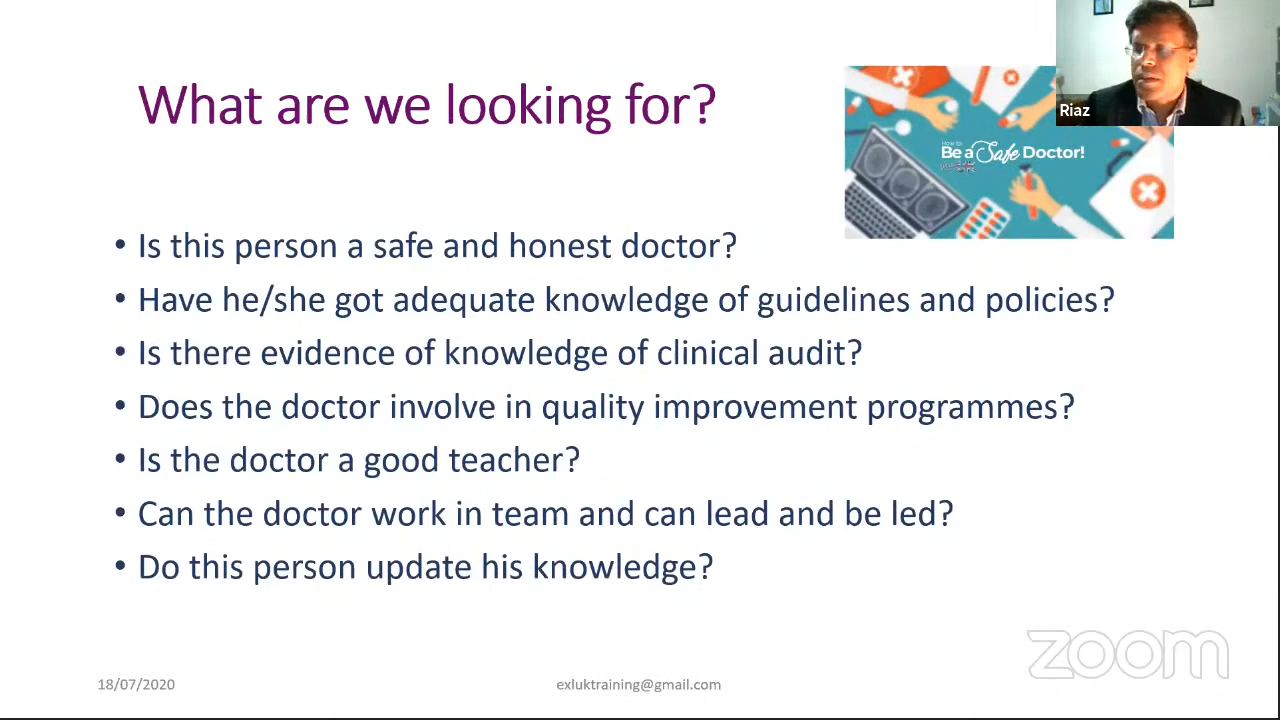 What are we looking for?
Riaz
How to
Be a Safe Doctor!
• Is this person a safe and honest doctor?
• Have he/she got adequate knowledge of guidelines and policies?
• Is there evidence of knowledge of clinical audit?
• Does the doctor involve in quality improvement programmes?
• Is the doctor a good teacher?
• Can the doctor work in team and can lead and be led?
• Do this person update his knowledge?
zoom
18/07/2020
exluktraining@gmail.com